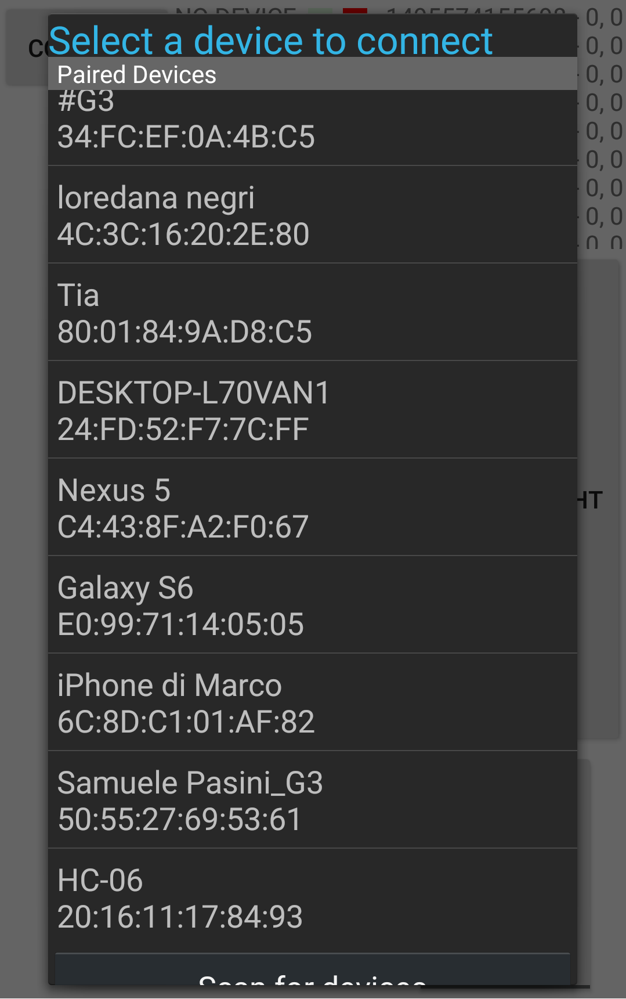 NO DEVICE 1495574155698 - 0, 0
Select a device to connect
Paired Devices
#G3
34:FC:EF:0A:4B:C5
loredana negri
4C:3C:16:20:2E:80
Tia
80:01:84:9A:D8:C5
DESKTOP-L70VAN1
24:FD:52:F7:7C:FF
Nexus 5
C4:43:8F:A2:F0:67
Galaxy S6
E0:99:71:14:05:05
iPhone di Marco
6C:8D:C1:01:AF:82
Samuele Pasini_G3
50:55:27:69:53:61
HC-06
20:16:11:17:84:93
Scan for devices
- 0, 0
- 0, 0
- 0, 0
- 0, 0
- 0, 0
- 0, 0
- 0, 0
- 0, 0